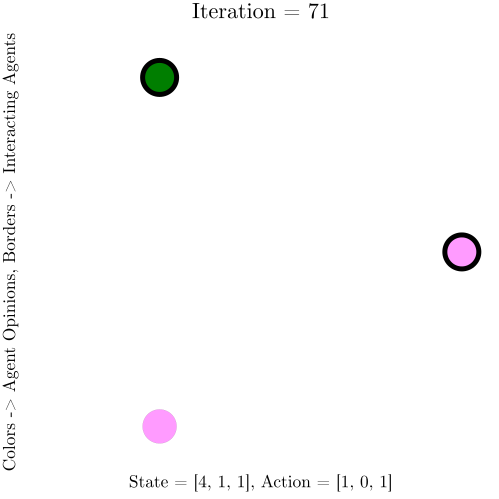 Iteration = 71
Colors -> Agent Opinions, Borders -> Interacting Agents
State = [4, 1, 1], Action = [1, 0, 1]